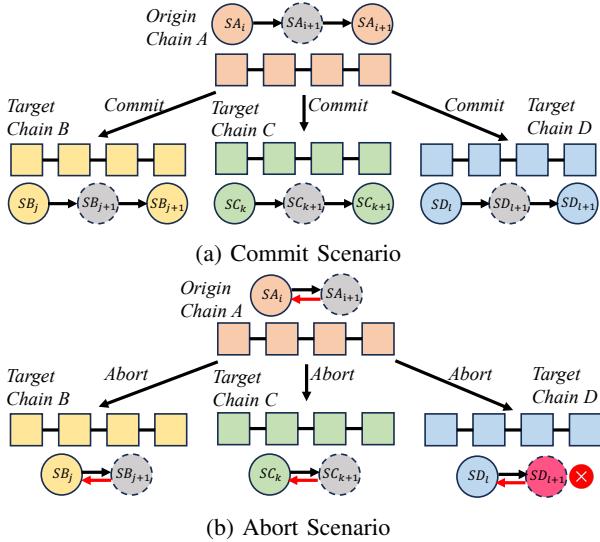 Origin
Chain A
SA_i SA_{i+1} SA_{i+1}
Target
Chain B
Commit
Target
Chain C
Commit
Commit
Target
Chain D
SB_j SB_{j+1} SB_{j+1}
SC_k SC_{k+1} SC_{k+1}
SD_l SD_{l+1} SD_{l+1}
(a) Commit Scenario
Origin
Chain A
SA_i SA_{i+1}
Target
Chain B
Abort
Target
Chain C
Abort
Abort
Target
Chain D
SB_j SB_{j+1}
SC_k SC_{k+1}
SD_l SD_{l+1}
(b) Abort Scenario